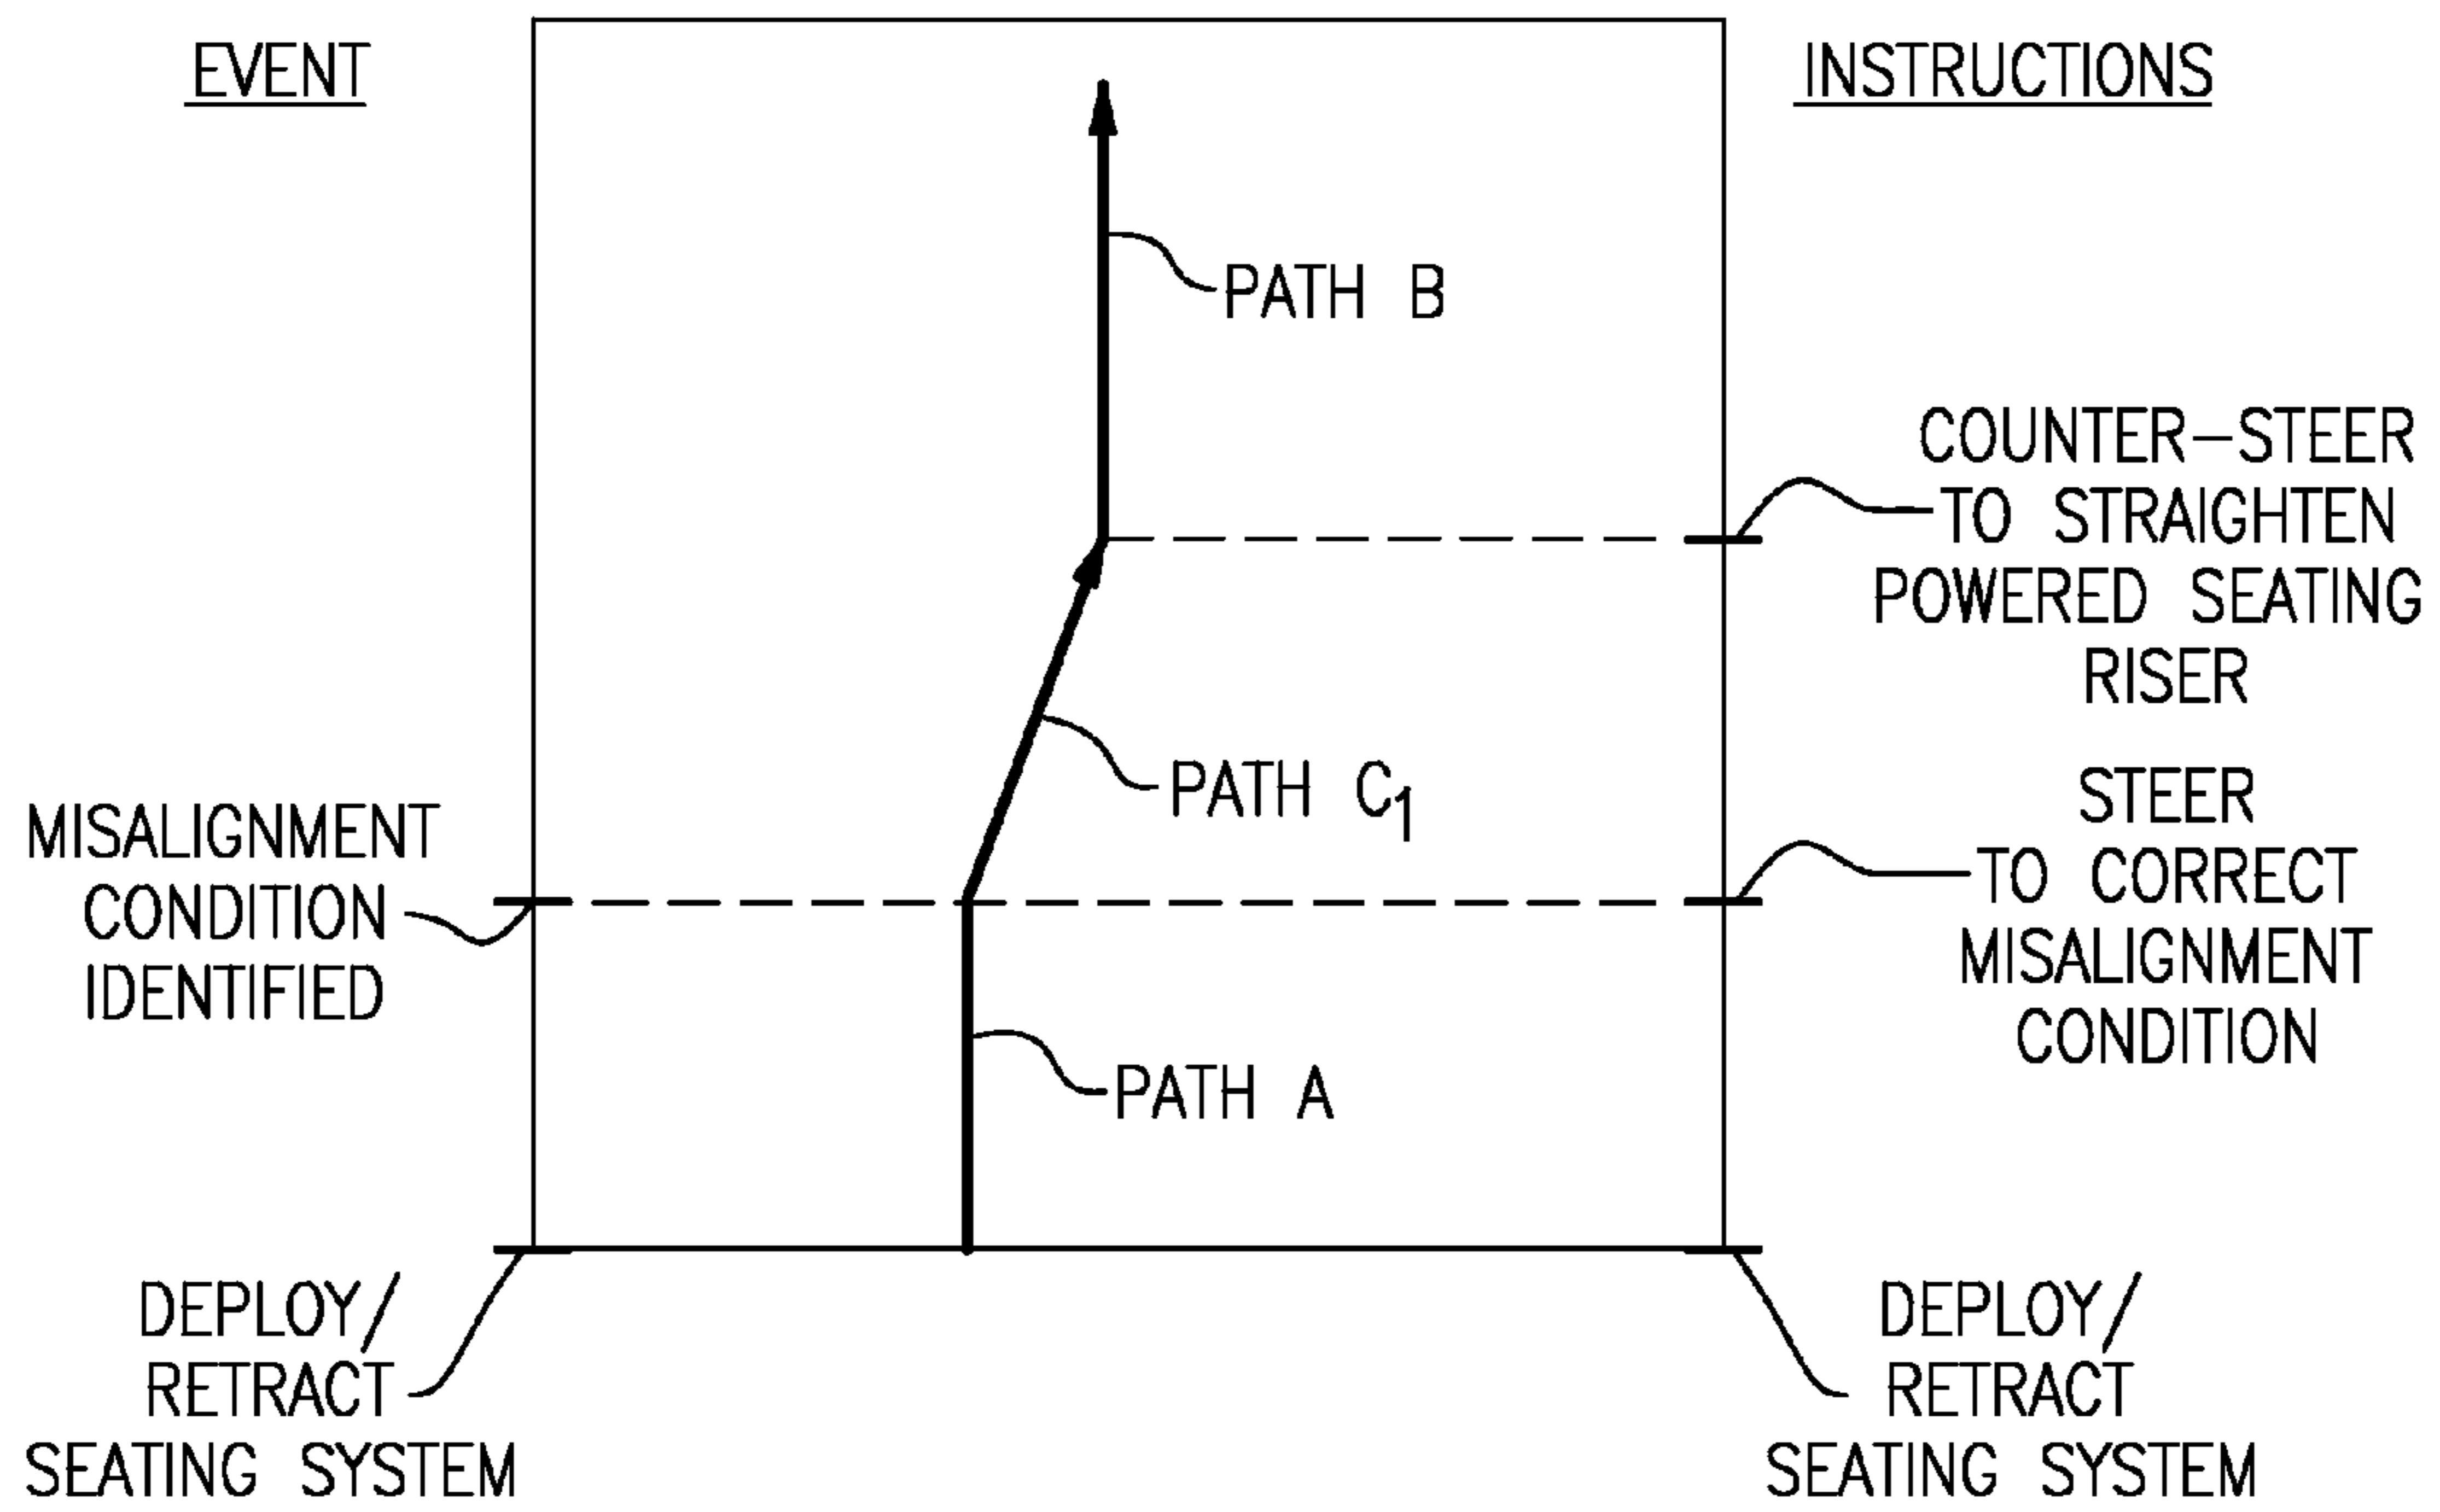 EVENT
INSTRUCTIONS
PATH B
COUNTER-STEER
TO STRAIGHTEN
POWERED SEATING
RISER
PATH C1
STEER
TO CORRECT
MISALIGNMENT
CONDITION
MISALIGNMENT
CONDITION
IDENTIFIED
PATH A
DEPLOY/
RETRACT
SEATING SYSTEM
DEPLOY/
RETRACT
SEATING SYSTEM